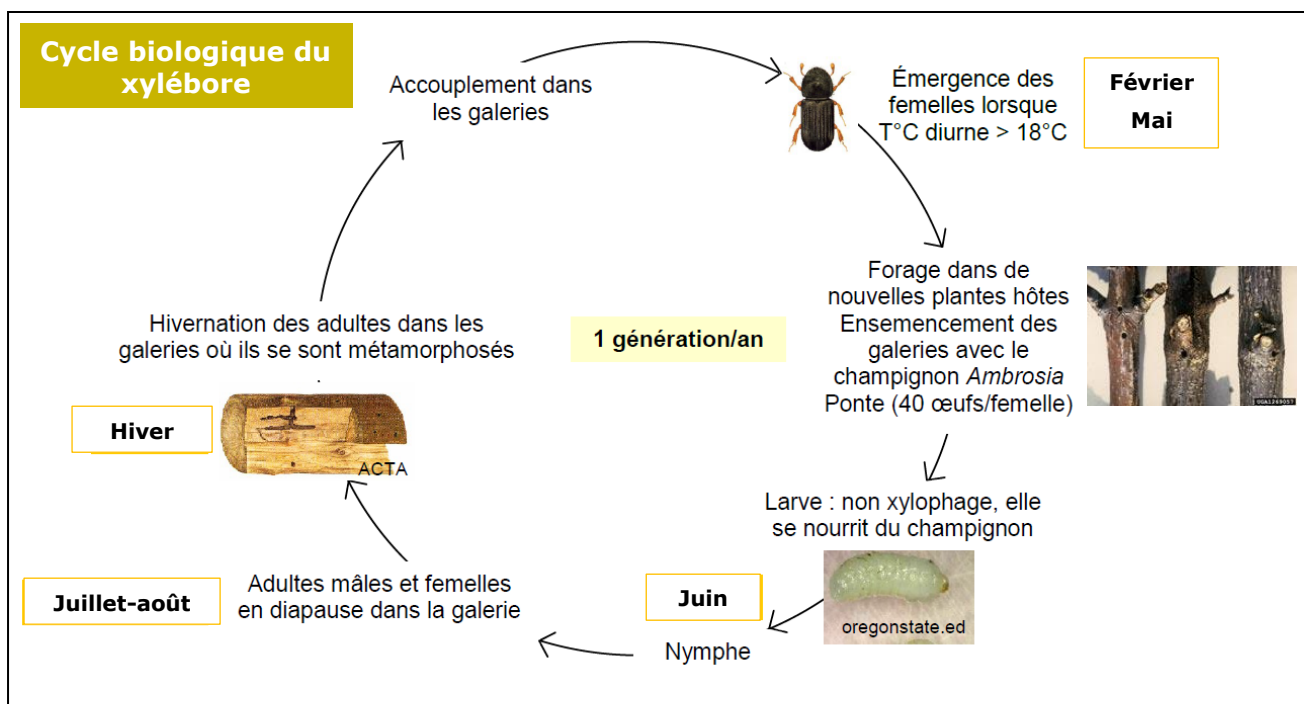 Cycle biologique du
xylébore
Accouplement dans
les galeries
Émergence des
femelles lorsque
T°C diurne > 18°C
Février
Mai
Forage dans de
nouvelles plantes hôtes
Ensemencement des
galeries avec le
champignon Ambrosia
Ponte (40 œufs/femelle)
UGA1269057
Larve : non xylophage, elle
se nourrit du champignon
oregonstate.ed
Juin
Nymphe
Adultes mâles et femelles
en diapause dans la galerie
Juillet-août
Hivernation des adultes dans les
galeries où ils se sont métamorphosés
.
Hiver
ACTA
1 génération/an